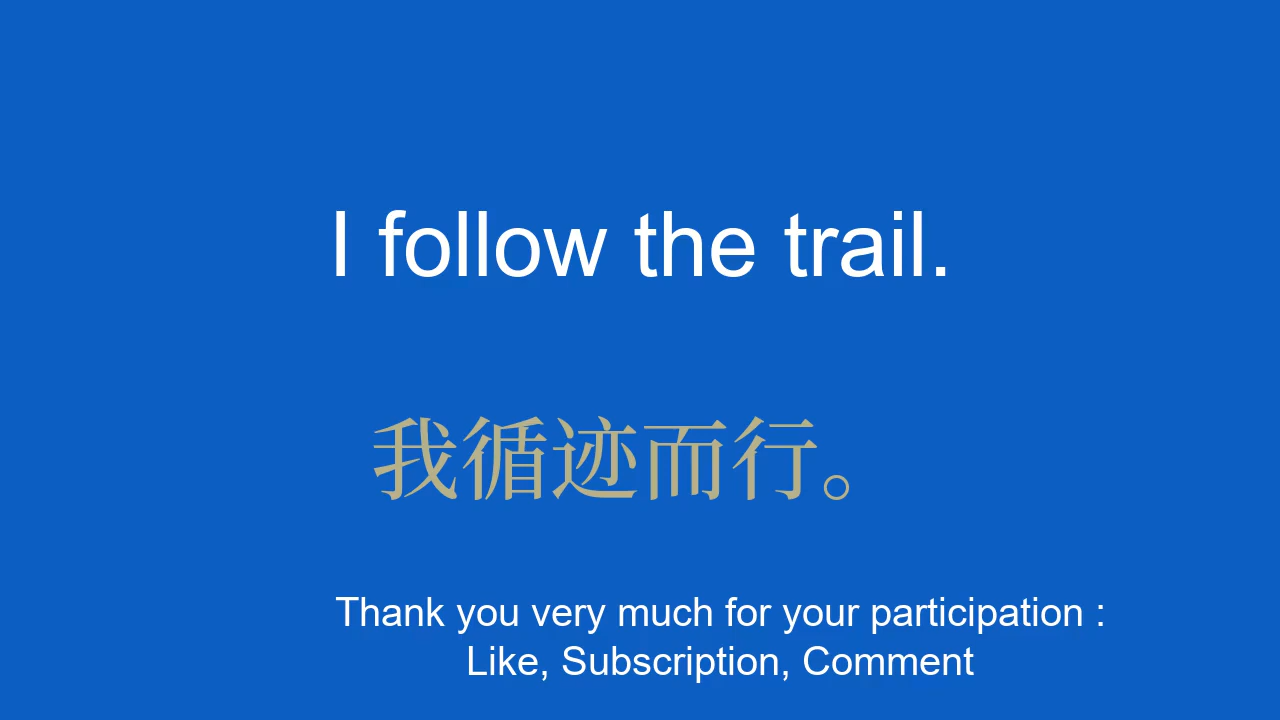 I follow the trail.
我循迹而行。
Thank you very much for your participation :
Like, Subscription, Comment